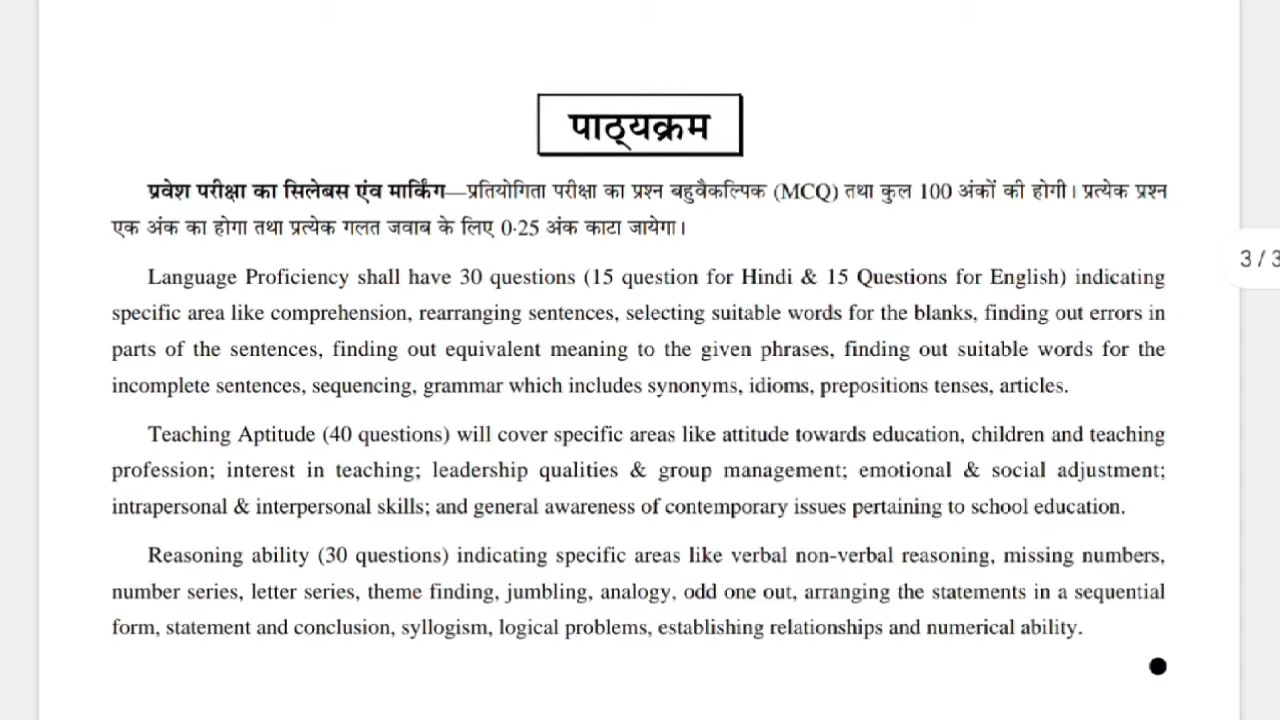 पाठ्यक्रम
प्रवेश परीक्षा का सिलेबस एंव मार्किंग—प्रतियोगिता परीक्षा का प्रश्न बहुवैकल्पिक (MCQ) तथा कुल 100 अंकों की होगी। प्रत्येक प्रश्न
एक अंक का होगा तथा प्रत्येक गलत जवाब के लिए 0·25 अंक काटा जायेगा।
Language Proficiency shall have 30 questions (15 question for Hindi & 15 Questions for English) indicating
specific area like comprehension, rearranging sentences, selecting suitable words for the blanks, finding out errors in
parts of the sentences, finding out equivalent meaning to the given phrases, finding out suitable words for the
incomplete sentences, sequencing, grammar which includes synonyms, idioms, prepositions tenses, articles.
Teaching Aptitude (40 questions) will cover specific areas like attitude towards education, children and teaching
profession; interest in teaching; leadership qualities & group management; emotional & social adjustment;
intrapersonal & interpersonal skills; and general awareness of contemporary issues pertaining to school education.
Reasoning ability (30 questions) indicating specific areas like verbal non-verbal reasoning, missing numbers,
number series, letter series, theme finding, jumbling, analogy, odd one out, arranging the statements in a sequential
form, statement and conclusion, syllogism, logical problems, establishing relationships and numerical ability.
3 / 3